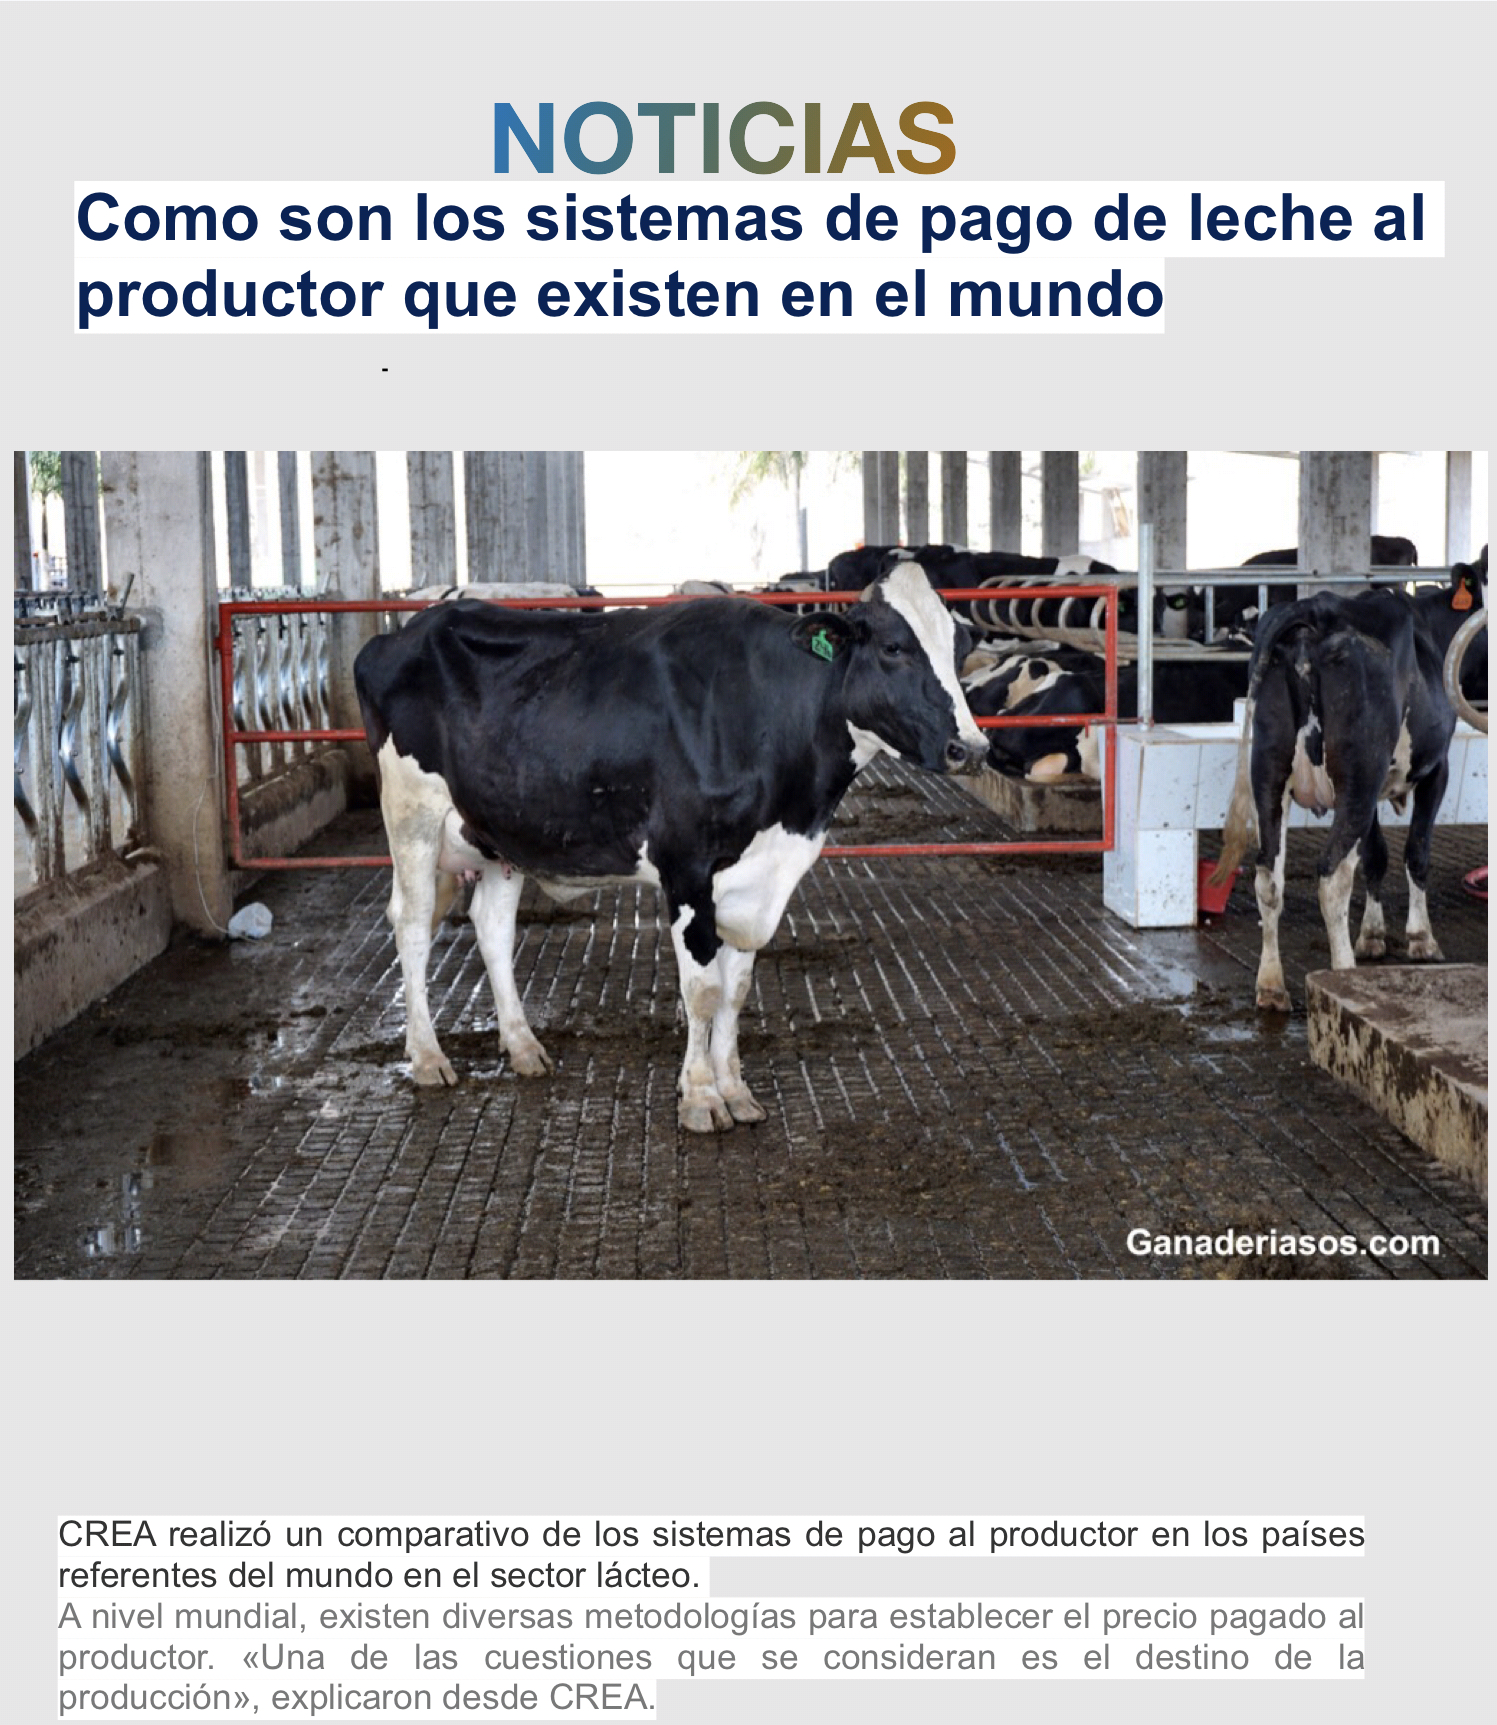 NOTICIAS
Como son los sistemas de pago de leche al
productor que existen en el mundo
-
Ganaderiasos.com
CREA realizó un comparativo de los sistemas de pago al productor en los países
referentes del mundo en el sector lácteo.
A nivel mundial, existen diversas metodologías para establecer el precio pagado al
productor. «Una de las cuestiones que se consideran es el destino de la
producción», explicaron desde CREA.